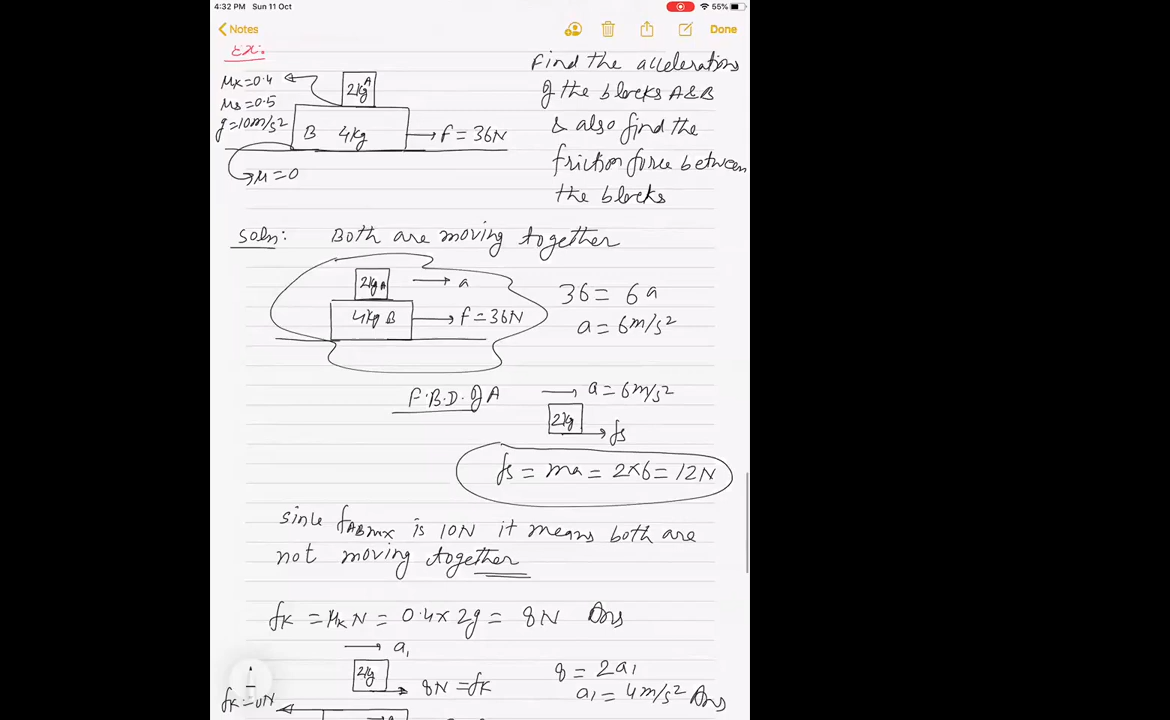 4:32 PM Sun 11 Oct
55%
Notes
Done
Ex:
μk=0.4
μs=0.5
g=10m/s²
2kg A
B 4kg
F = 36N
μ=0
Find the accelerations
of the blocks A&B
& also find the
friction force between
the blocks
Soln: Both are moving together
2kg A
a
4kg B
F = 36N
36 = 6a
a = 6m/s²
F.B.D. of A
a = 6m/s²
2kg
fs
fs = ma = 2×6 = 12N
since fABmx is 10N it means both are
not moving together
fk = μk N = 0.4 × 2g = 8N Ans
a₁
2kg
8N = fk
8 = 2a₁
a₁ = 4m/s² Ans